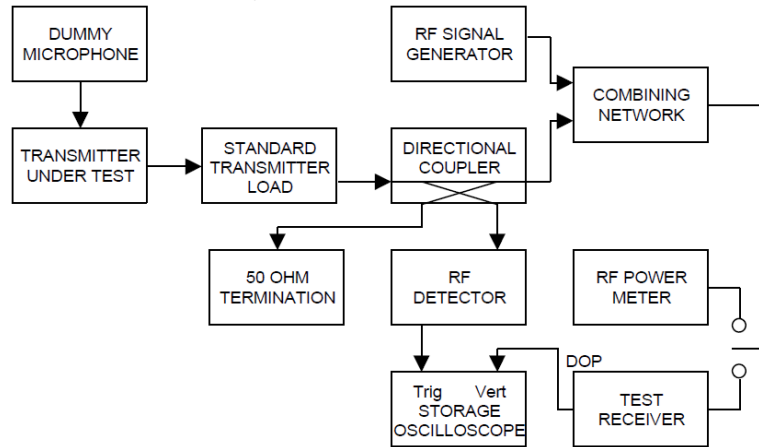 DUMMY
MICROPHONE
RF SIGNAL
GENERATOR
COMBINING
NETWORK
TRANSMITTER
UNDER TEST
STANDARD
TRANSMITTER
LOAD
DIRECTIONAL
COUPLER
50 OHM
TERMINATION
RF
DETECTOR
RF POWER
METER
DOP
Trig Vert
STORAGE
OSCILLOSCOPE
TEST
RECEIVER